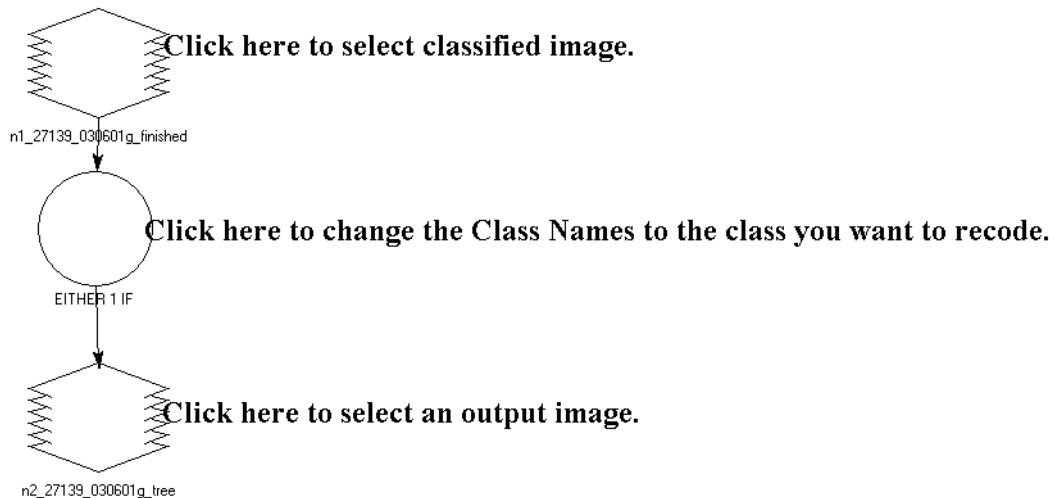 Click here to select classified image.
n1_27139_030601g_finished
Click here to change the Class Names to the class you want to recode.
EITHER 1 IF
Click here to select an output image.
n2_27139_030601g_tree